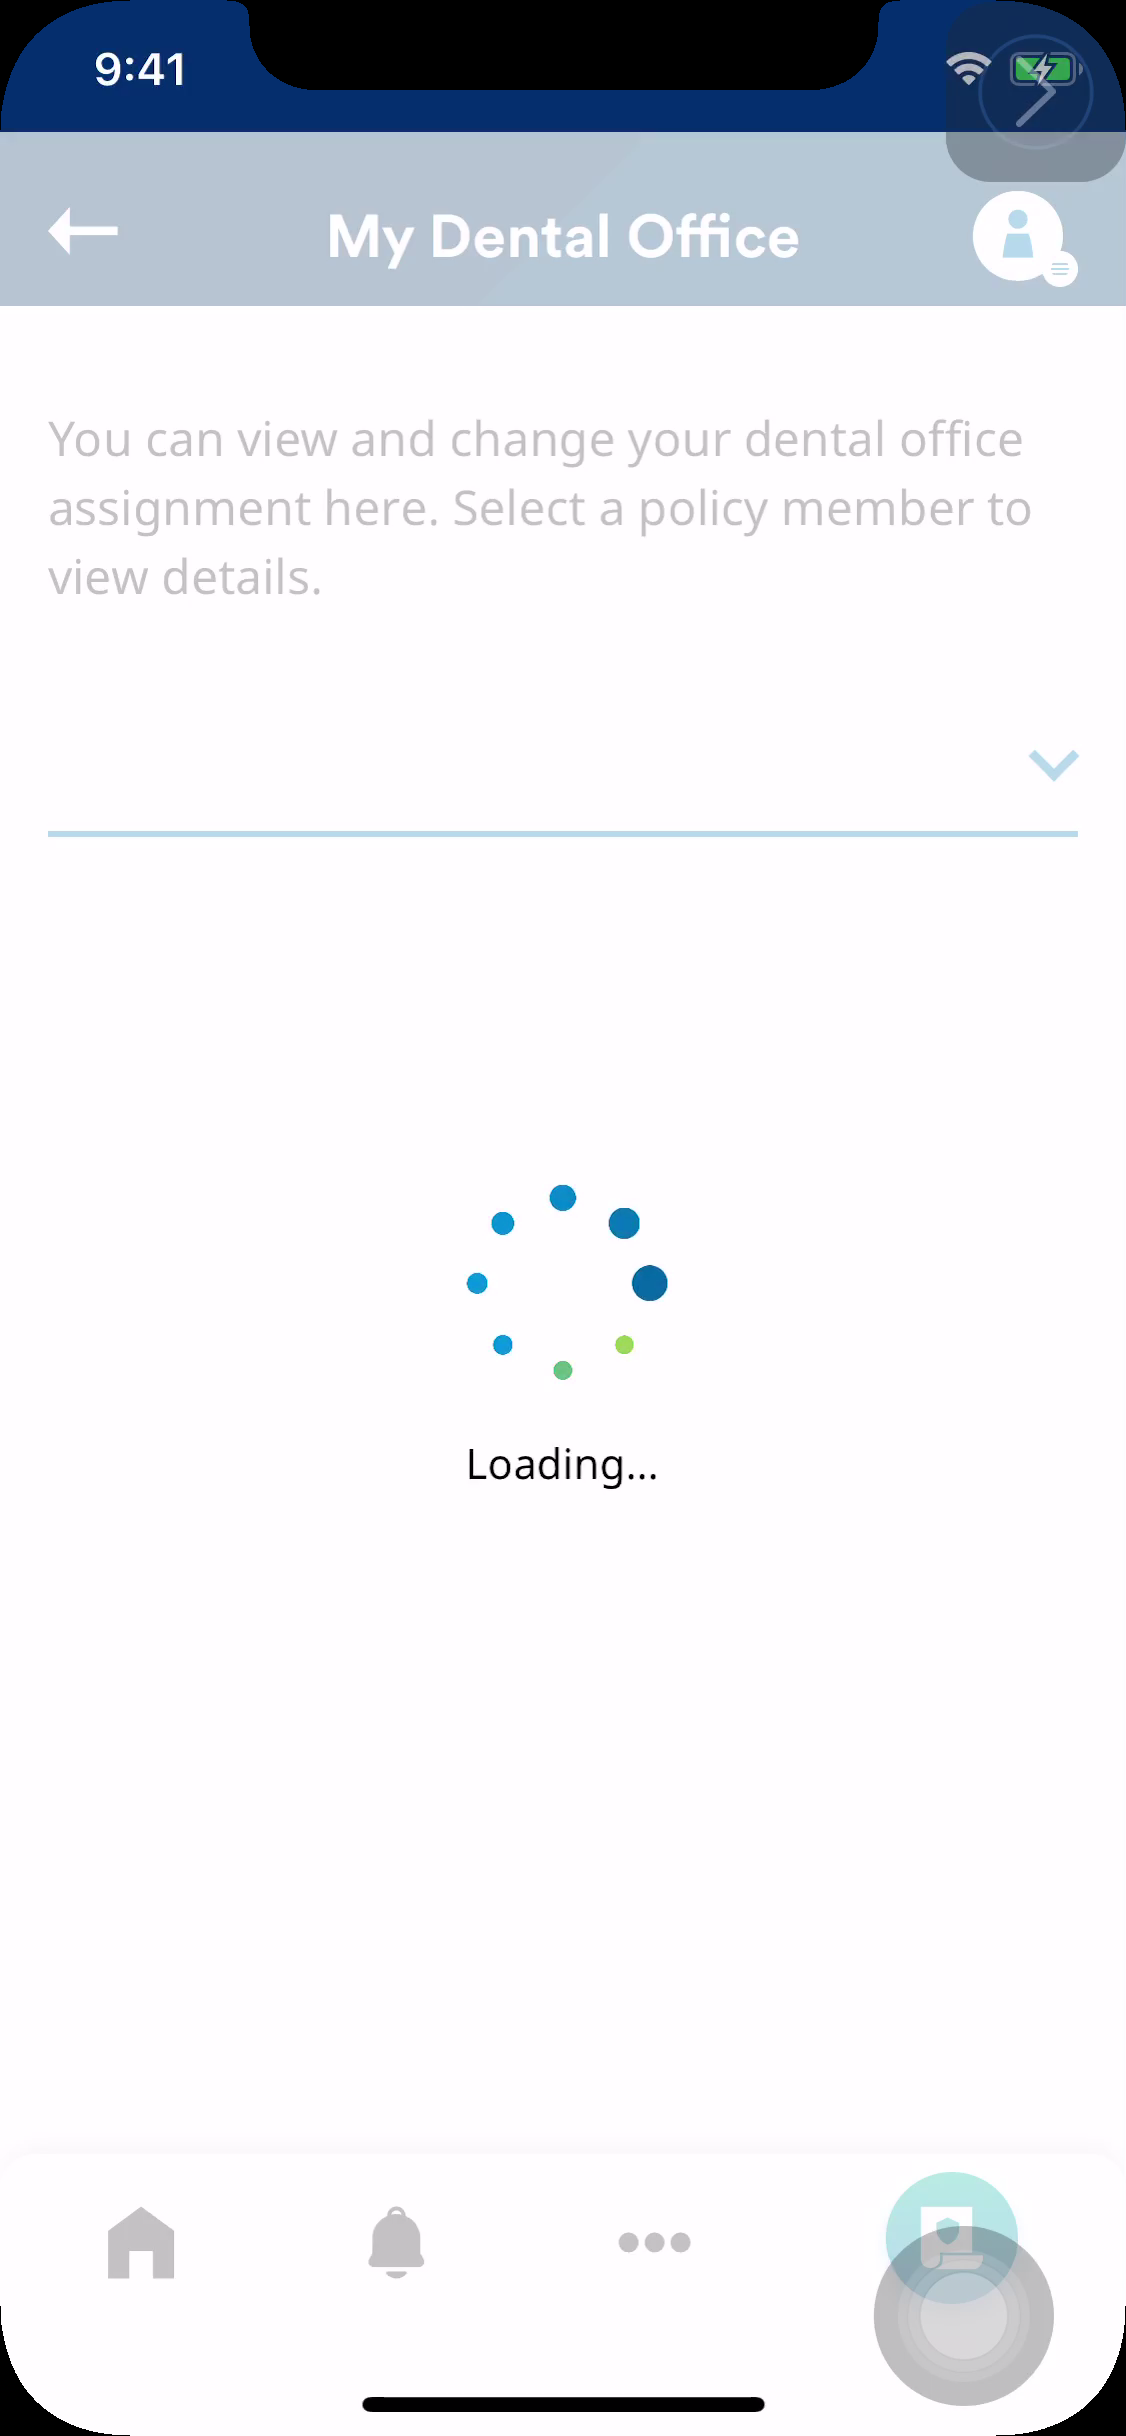 9:41
My Dental Office
You can view and change your dental office
assignment here. Select a policy member to
view details.
Loading...